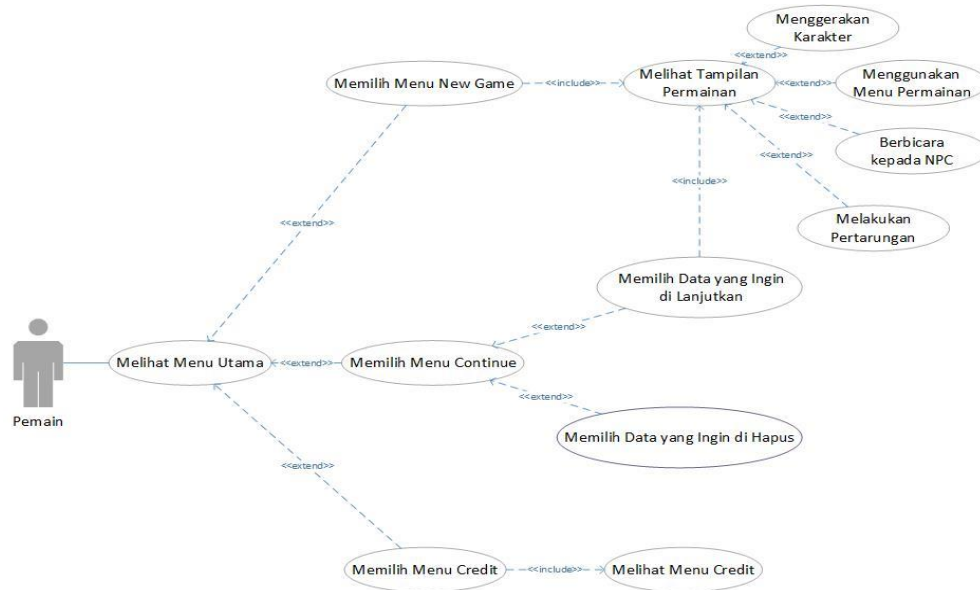 Menggerakan
Karakter
<<extend>>
Memilih Menu New Game
<<include>>
Melihat Tampilan
Permainan
<<extend>>
Menggunakan
Menu Permainan
<<extend>>
Berbicara
kepada NPC
<<extend>>
<<include>>
Melakukan
Pertarungan
<<extend>>
Memilih Data yang Ingin
di Lanjutkan
<<extend>>
Pemain
Melihat Menu Utama
<<extend>>
Memilih Menu Continue
<<extend>>
Memilih Data yang Ingin di Hapus
<<extend>>
Memilih Menu Credit
<<include>>
Melihat Menu Credit